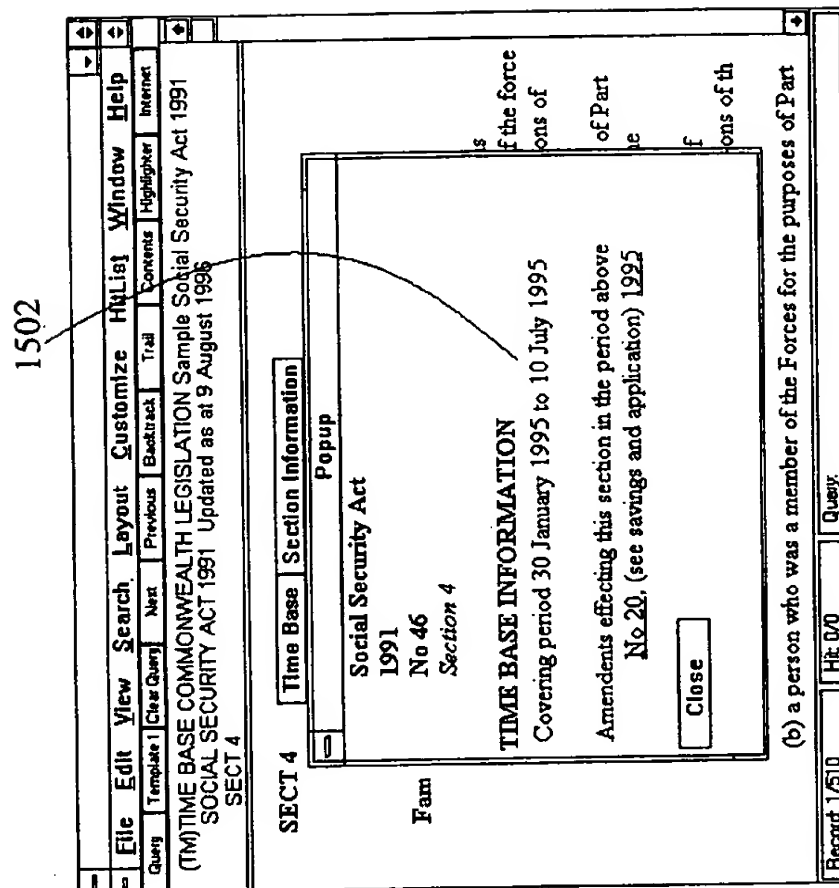 1502
File Edit View Search Layout Customize HitList Window Help
Query Template Clear Query Next Previous Backtrack Trail Contents Highlighter Internet
(TM)TIME BASE COMMONWEALTH LEGISLATION Sample Social Security Act 1991
SOCIAL SECURITY ACT 1991 Updated as at 9 August 1996
SECT 4
SECT 4 Time Base Section Information
Popup
Social Security Act
1991
No 46
Section 4
Fam
TIME BASE INFORMATION
Covering period 30 January 1995 to 10 July 1995
Amendents effecting this section in the period above
No 20, (see savings and application) 1995
Close
f the force
ons of
of Part
f
ons of th
(b) a person who was a member of the Forces for the purposes of Part
Record 1/510 Hit 0/0 Query: